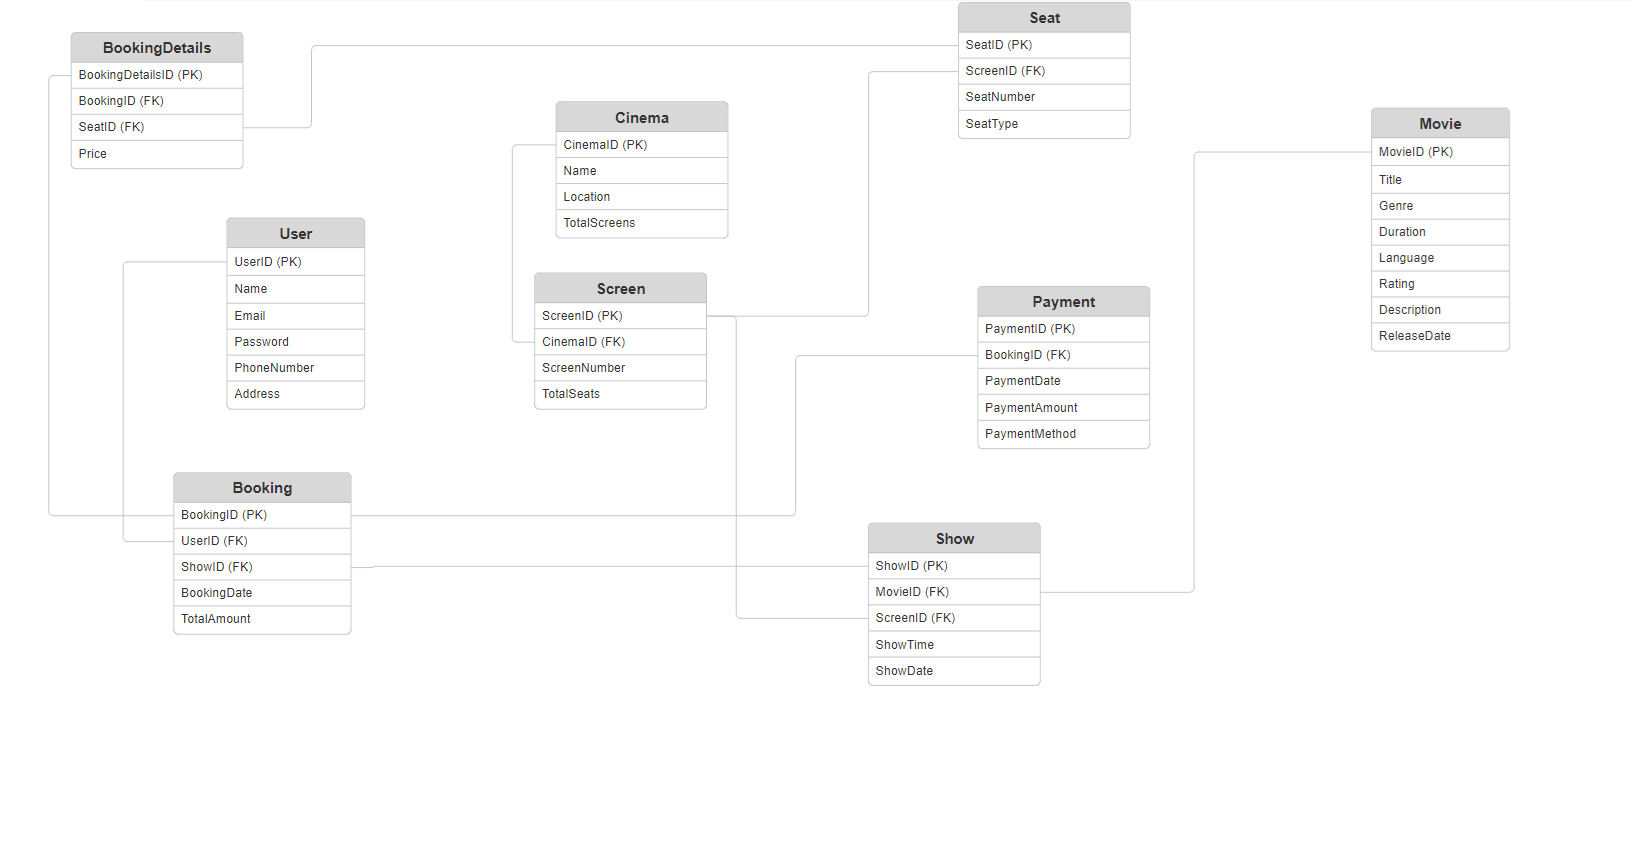 BookingDetails
BookingDetailsID (PK)
BookingID (FK)
SeatID (FK)
Price
User
UserID (PK)
Name
Email
Password
PhoneNumber
Address
Booking
BookingID (PK)
UserID (FK)
ShowID (FK)
BookingDate
TotalAmount
Cinema
CinemaID (PK)
Name
Location
TotalScreens
Screen
ScreenID (PK)
CinemaID (FK)
ScreenNumber
TotalSeats
Seat
SeatID (PK)
ScreenID (FK)
SeatNumber
SeatType
Payment
PaymentID (PK)
BookingID (FK)
PaymentDate
PaymentAmount
PaymentMethod
Show
ShowID (PK)
MovieID (FK)
ScreenID (FK)
ShowTime
ShowDate
Movie
MovieID (PK)
Title
Genre
Duration
Language
Rating
Description
ReleaseDate